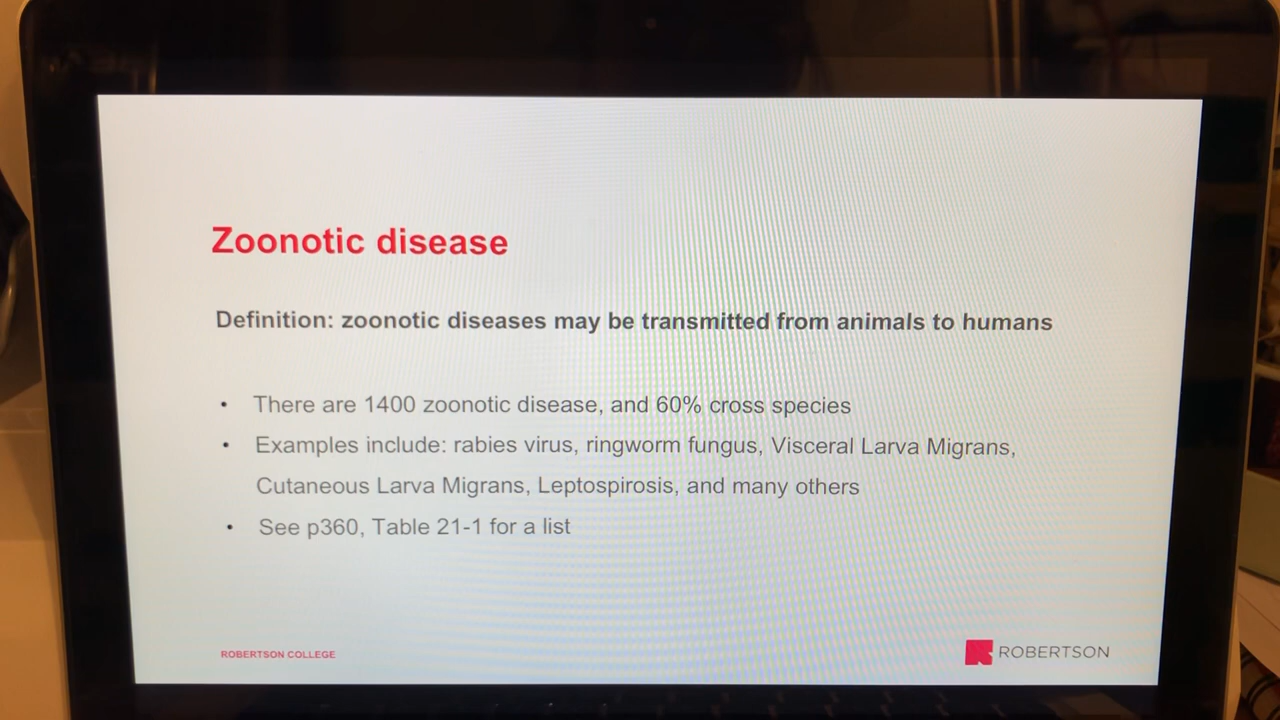 Zoonotic disease
Definition: zoonotic diseases may be transmitted from animals to humans
• There are 1400 zoonotic disease, and 60% cross species
• Examples include: rabies virus, ringworm fungus, Visceral Larva Migrans,
Cutaneous Larva Migrans, Leptospirosis, and many others
• See p360, Table 21-1 for a list
ROBERTSON COLLEGE
ROBERTSON